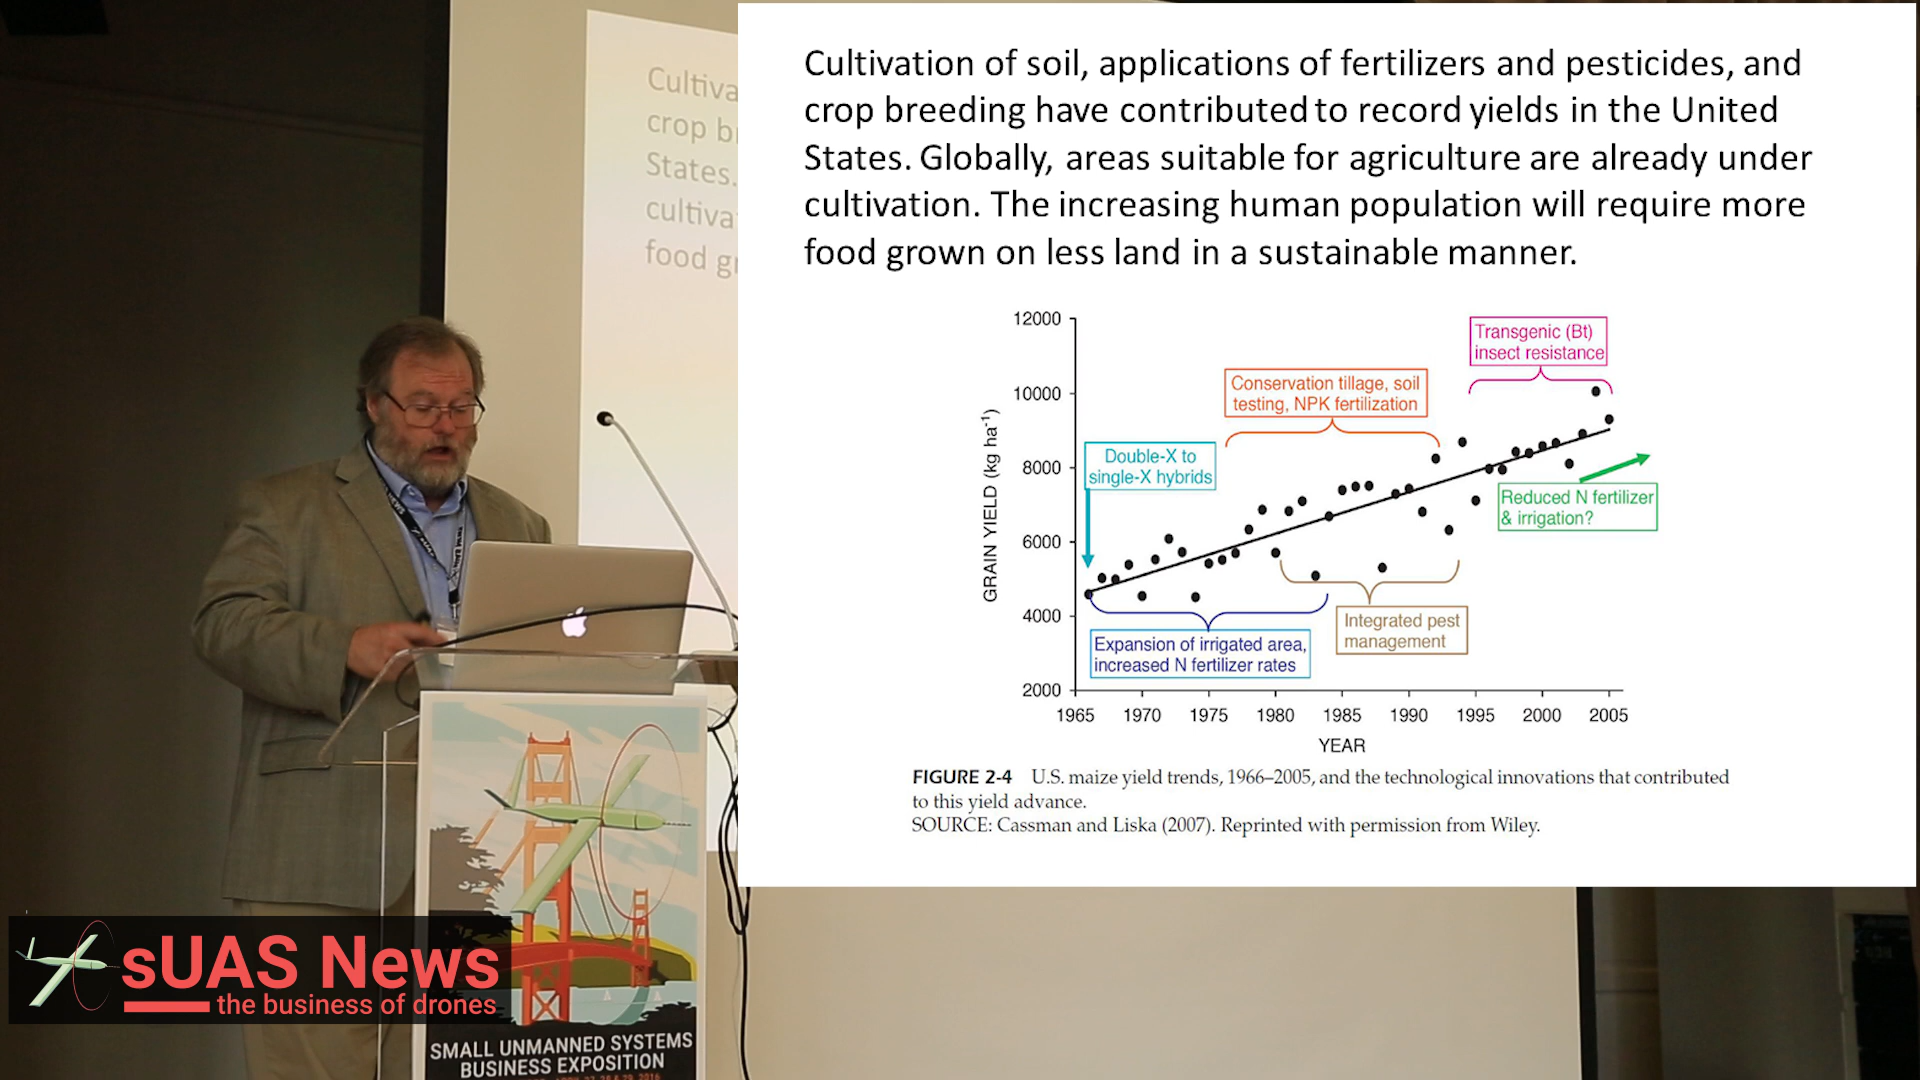 Cultivation of soil, applications of fertilizers and pesticides, and
crop breeding have contributed to record yields in the United
States. Globally, areas suitable for agriculture are already under
cultivation. The increasing human population will require more
food grown on less land in a sustainable manner.
Cultiva
crop b
States.
cultiva
food g
12000
10000
8000
6000
4000
2000
GRAIN YIELD (kg ha-1)
Transgenic (Bt)
insect resistance
Conservation tillage, soil
testing, NPK fertilization
Double-X to
single-X hybrids
Reduced N fertilizer
& irrigation?
Integrated pest
management
Expansion of irrigated area,
increased N fertilizer rates
1965 1970 1975 1980 1985 1990 1995 2000 2005
YEAR
FIGURE 2-4 U.S. maize yield trends, 1966–2005, and the technological innovations that contributed
to this yield advance.
SOURCE: Cassman and Liska (2007). Reprinted with permission from Wiley.
sUAS News
the business of drones
SMALL UNMANNED SYSTEMS
BUSINESS EXPOSITION